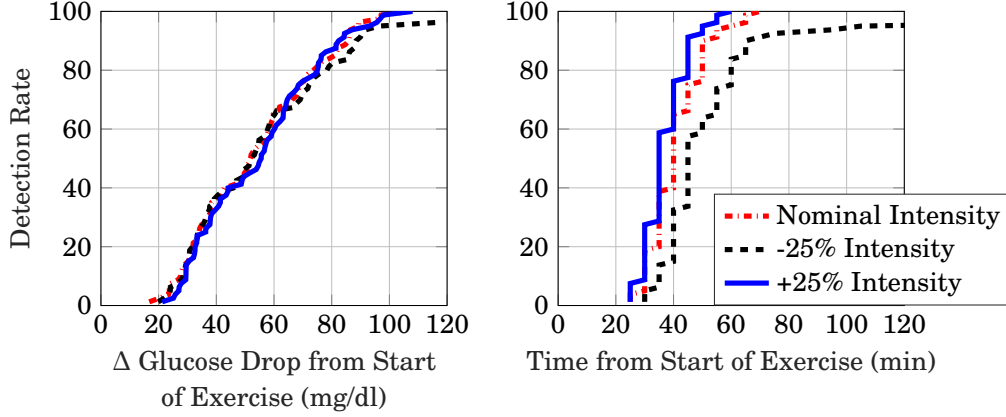 Detection Rate
100
80
60
40
20
0
0 20 40 60 80 100 120
Δ Glucose Drop from Start
of Exercise (mg/dl)
100
80
60
40
20
0
0 20 40 60 80 100 120
Time from Start of Exercise (min)
Nominal Intensity
-25% Intensity
+25% Intensity